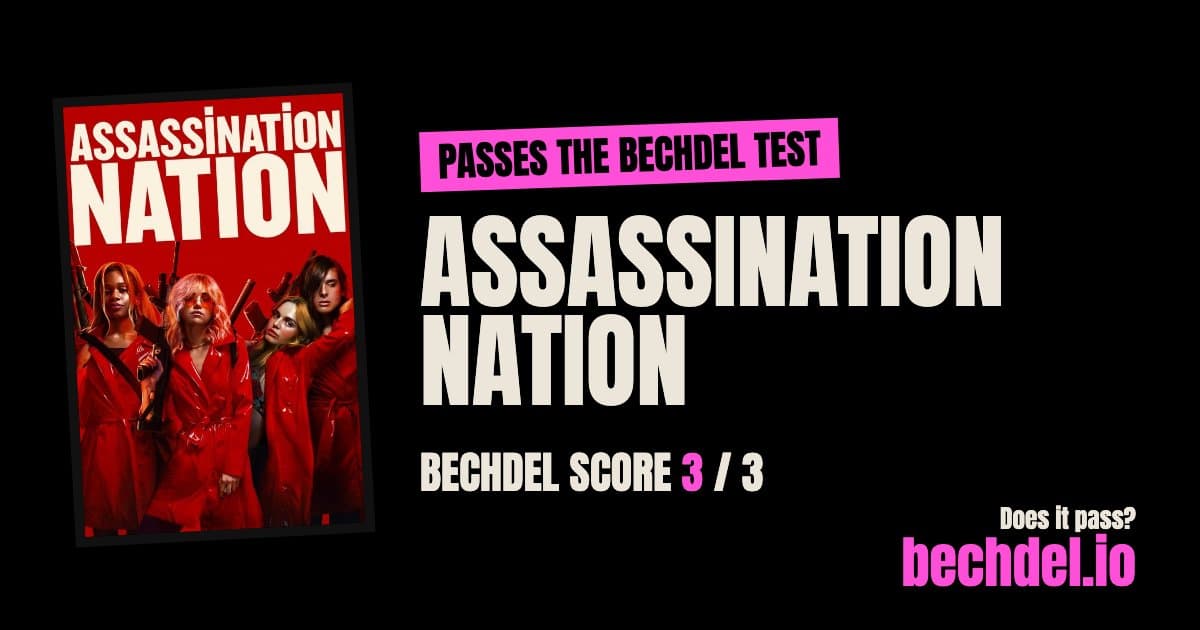 ASSASSiNATiON
NATION
PASSES THE BECHDEL TEST
ASSASSINATION
NATION
BECHDEL SCORE 3 / 3
Does it pass?
bechdel.io